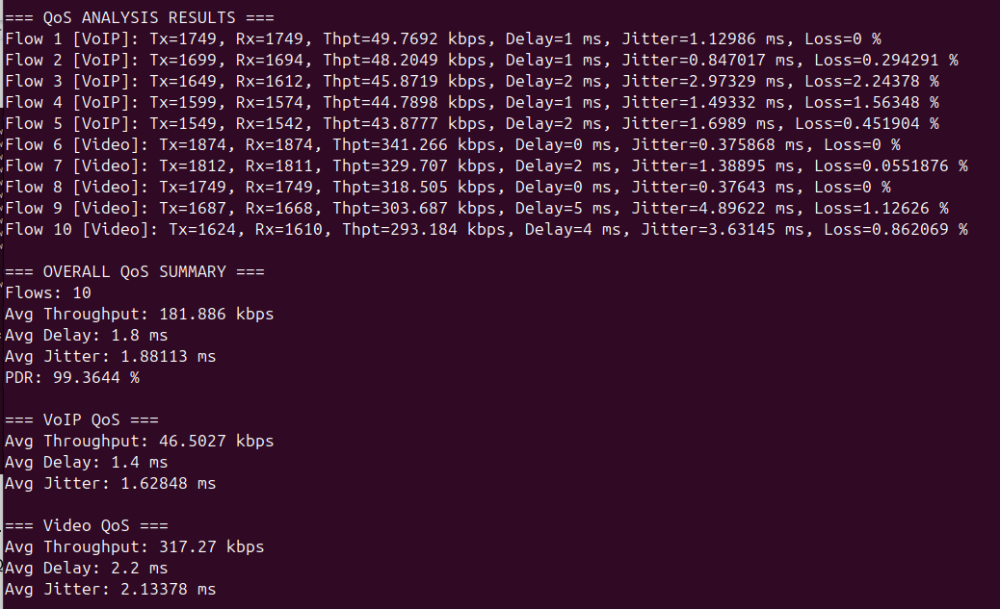 === QoS ANALYSIS RESULTS ===
Flow 1 [VoIP]: Tx=1749, Rx=1749, Thpt=49.7692 kbps, Delay=1 ms, Jitter=1.12986 ms, Loss=0 %
Flow 2 [VoIP]: Tx=1699, Rx=1694, Thpt=48.2049 kbps, Delay=1 ms, Jitter=0.847017 ms, Loss=0.294291 %
Flow 3 [VoIP]: Tx=1649, Rx=1612, Thpt=45.8719 kbps, Delay=2 ms, Jitter=2.97329 ms, Loss=2.24378 %
Flow 4 [VoIP]: Tx=1599, Rx=1574, Thpt=44.7898 kbps, Delay=1 ms, Jitter=1.49332 ms, Loss=1.56348 %
Flow 5 [VoIP]: Tx=1549, Rx=1542, Thpt=43.8777 kbps, Delay=2 ms, Jitter=1.6989 ms, Loss=0.451904 %
Flow 6 [Video]: Tx=1874, Rx=1874, Thpt=341.266 kbps, Delay=0 ms, Jitter=0.375868 ms, Loss=0 %
Flow 7 [Video]: Tx=1812, Rx=1811, Thpt=329.707 kbps, Delay=2 ms, Jitter=1.38895 ms, Loss=0.0551876 %
Flow 8 [Video]: Tx=1749, Rx=1749, Thpt=318.505 kbps, Delay=0 ms, Jitter=0.37643 ms, Loss=0 %
Flow 9 [Video]: Tx=1687, Rx=1668, Thpt=303.687 kbps, Delay=5 ms, Jitter=4.89622 ms, Loss=1.12626 %
Flow 10 [Video]: Tx=1624, Rx=1610, Thpt=293.184 kbps, Delay=4 ms, Jitter=3.63145 ms, Loss=0.862069 %
=== OVERALL QoS SUMMARY ===
Flows: 10
Avg Throughput: 181.886 kbps
Avg Delay: 1.8 ms
Avg Jitter: 1.88113 ms
PDR: 99.3644 %
=== VoIP QoS ===
Avg Throughput: 46.5027 kbps
Avg Delay: 1.4 ms
Avg Jitter: 1.62848 ms
=== Video QoS ===
Avg Throughput: 317.27 kbps
Avg Delay: 2.2 ms
Avg Jitter: 2.13378 ms